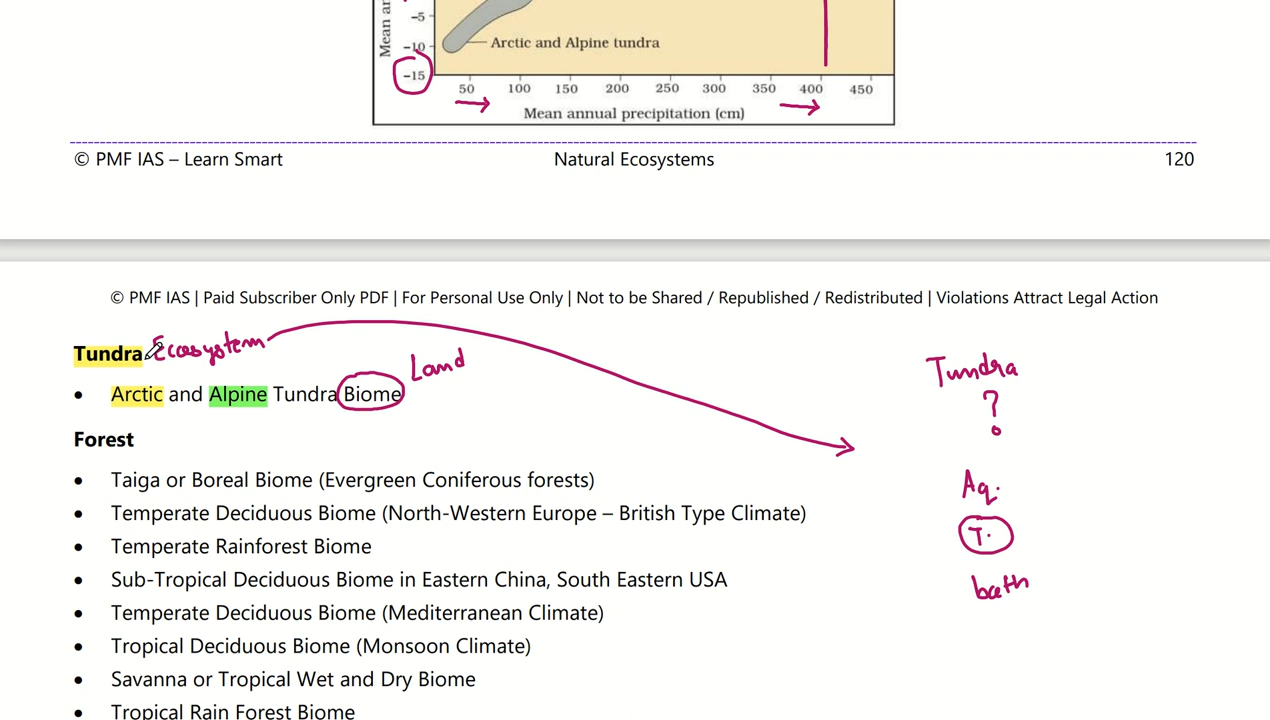 Mean an
-5
-10
-15
Arctic and Alpine tundra
50 100 150 200 250 300 350 400 450
Mean annual precipitation (cm)
© PMF IAS – Learn Smart Natural Ecosystems 120
© PMF IAS | Paid Subscriber Only PDF | For Personal Use Only | Not to be Shared / Republished / Redistributed | Violations Attract Legal Action
Tundra Ecosystem
• Arctic and Alpine Tundra Biome Land
Forest
• Taiga or Boreal Biome (Evergreen Coniferous forests)
• Temperate Deciduous Biome (North-Western Europe – British Type Climate)
• Temperate Rainforest Biome
• Sub-Tropical Deciduous Biome in Eastern China, South Eastern USA
• Temperate Deciduous Biome (Mediterranean Climate)
• Tropical Deciduous Biome (Monsoon Climate)
• Savanna or Tropical Wet and Dry Biome
• Tropical Rain Forest Biome
Tundra
?
Aq.
T.
both